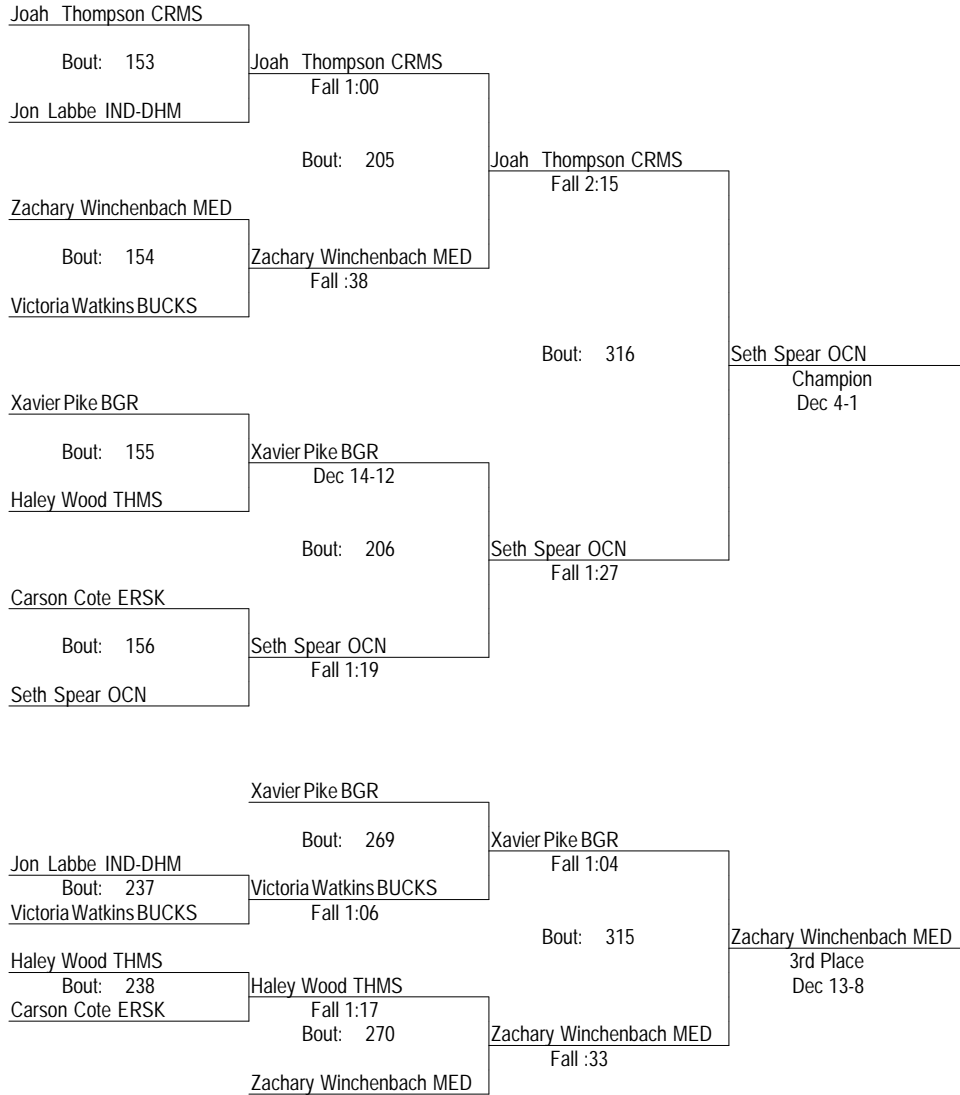 Joah Thompson CRMS
Bout: 153
Joah Thompson CRMS
Fall 1:00
Jon Labbe IND-DHM
Bout: 205
Joah Thompson CRMS
Fall 2:15
Zachary Winchenbach MED
Bout: 154
Zachary Winchenbach MED
Fall :38
Victoria Watkins BUCKS
Bout: 316
Seth Spear OCN
Champion
Dec 4-1
Xavier Pike BGR
Bout: 155
Xavier Pike BGR
Dec 14-12
Haley Wood THMS
Bout: 206
Seth Spear OCN
Fall 1:27
Carson Cote ERSK
Bout: 156
Seth Spear OCN
Fall 1:19
Seth Spear OCN
Xavier Pike BGR
Bout: 269
Xavier Pike BGR
Fall 1:04
Jon Labbe IND-DHM
Bout: 237
Victoria Watkins BUCKS
Fall 1:06
Victoria Watkins BUCKS
Bout: 315
Zachary Winchenbach MED
3rd Place
Dec 13-8
Haley Wood THMS
Bout: 238
Haley Wood THMS
Fall 1:17
Carson Cote ERSK
Bout: 270
Zachary Winchenbach MED
Fall :33
Zachary Winchenbach MED